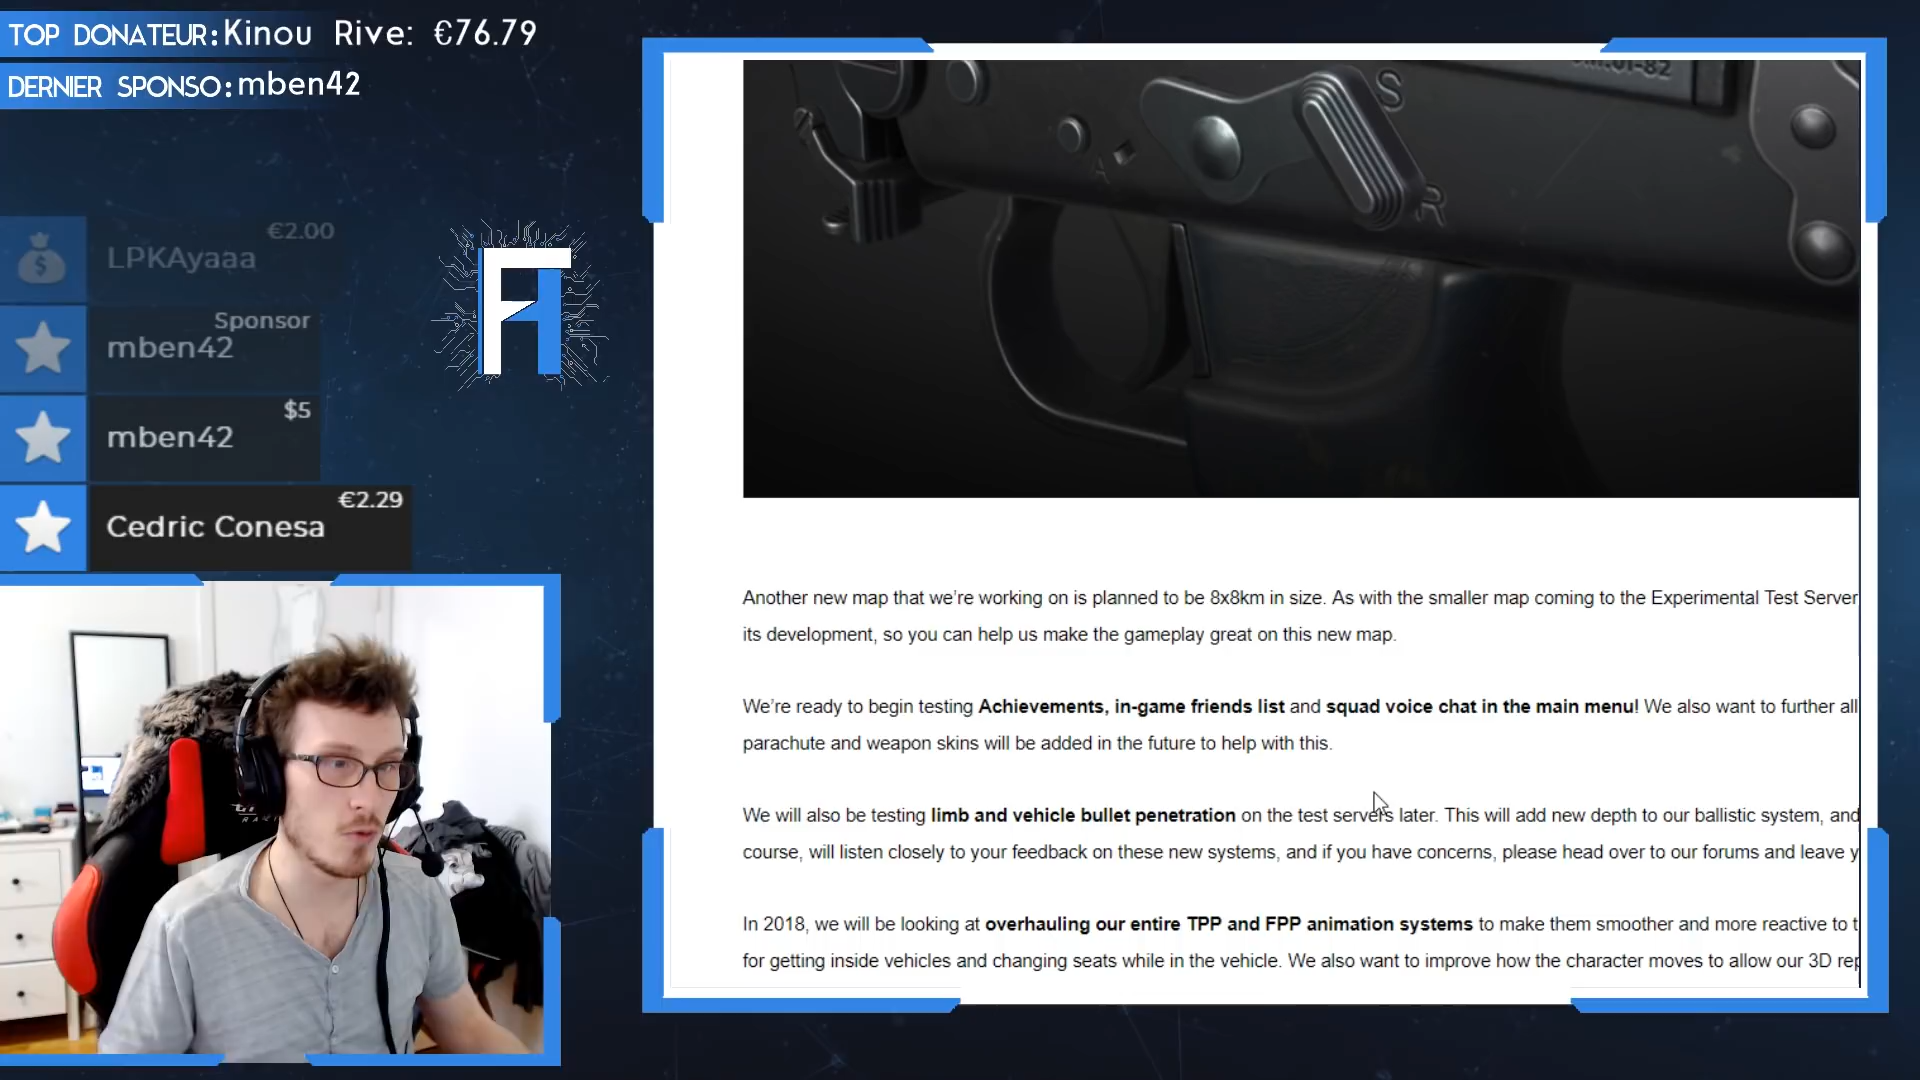 TOP DONATEUR:Kinou Rive: €76.79
DERNIER SPONSO:mben42
€2.00
LPKAyaaa
Sponsor
mben42
$5
mben42
€2.29
Cedric Conesa
S
A
R
Another new map that we’re working on is planned to be 8x8km in size. As with the smaller map coming to the Experimental Test Server
its development, so you can help us make the gameplay great on this new map.
We’re ready to begin testing Achievements, in-game friends list and squad voice chat in the main menu! We also want to further all
parachute and weapon skins will be added in the future to help with this.
We will also be testing limb and vehicle bullet penetration on the test servers later. This will add new depth to our ballistic system, and
course, will listen closely to your feedback on these new systems, and if you have concerns, please head over to our forums and leave y
In 2018, we will be looking at overhauling our entire TPP and FPP animation systems to make them smoother and more reactive to t
for getting inside vehicles and changing seats while in the vehicle. We also want to improve how the character moves to allow our 3D rep